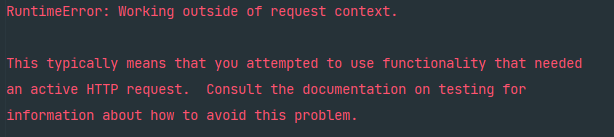 RuntimeError: Working outside of request context.
This typically means that you attempted to use functionality that needed
an active HTTP request.  Consult the documentation on testing for
information about how to avoid this problem.